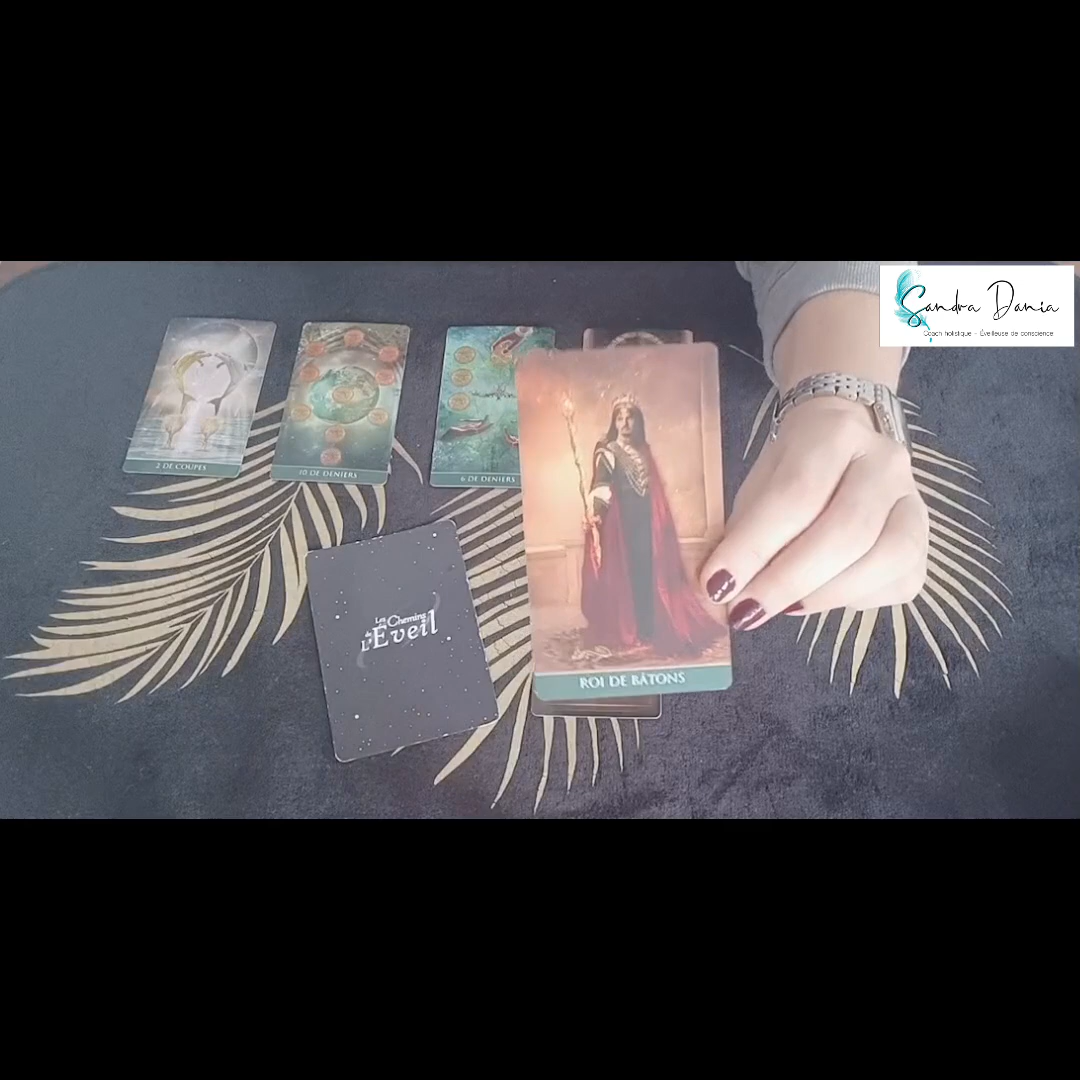 Sandra Dania
Coach holistique - Éveilleuse de conscience
2 DE COUPES
10 DE DENIERS
6 DE DENIERS
Les Chemins
de
L'Éveil
ROI DE BÂTONS